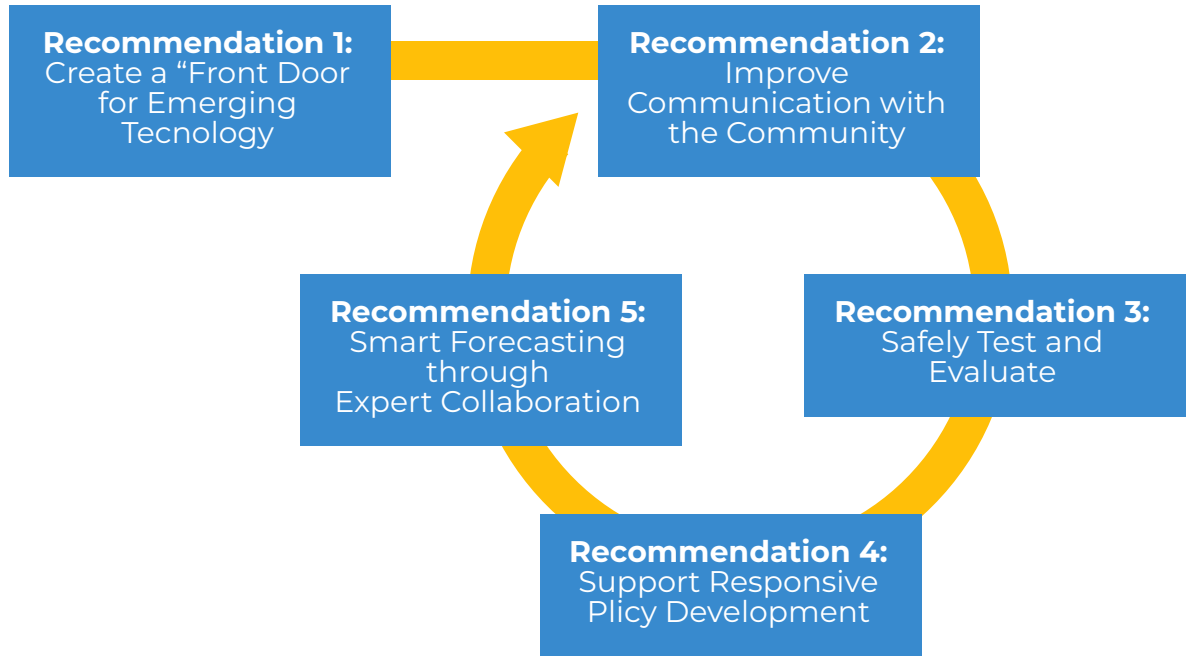 Recommendation 1:
Create a “Front Door
for Emerging
Tecnology
Recommendation 2:
Improve
Communication with
the Community
Recommendation 3:
Safely Test and
Evaluate
Recommendation 4:
Support Responsive
Plicy Development
Recommendation 5:
Smart Forecasting
through
Expert Collaboration